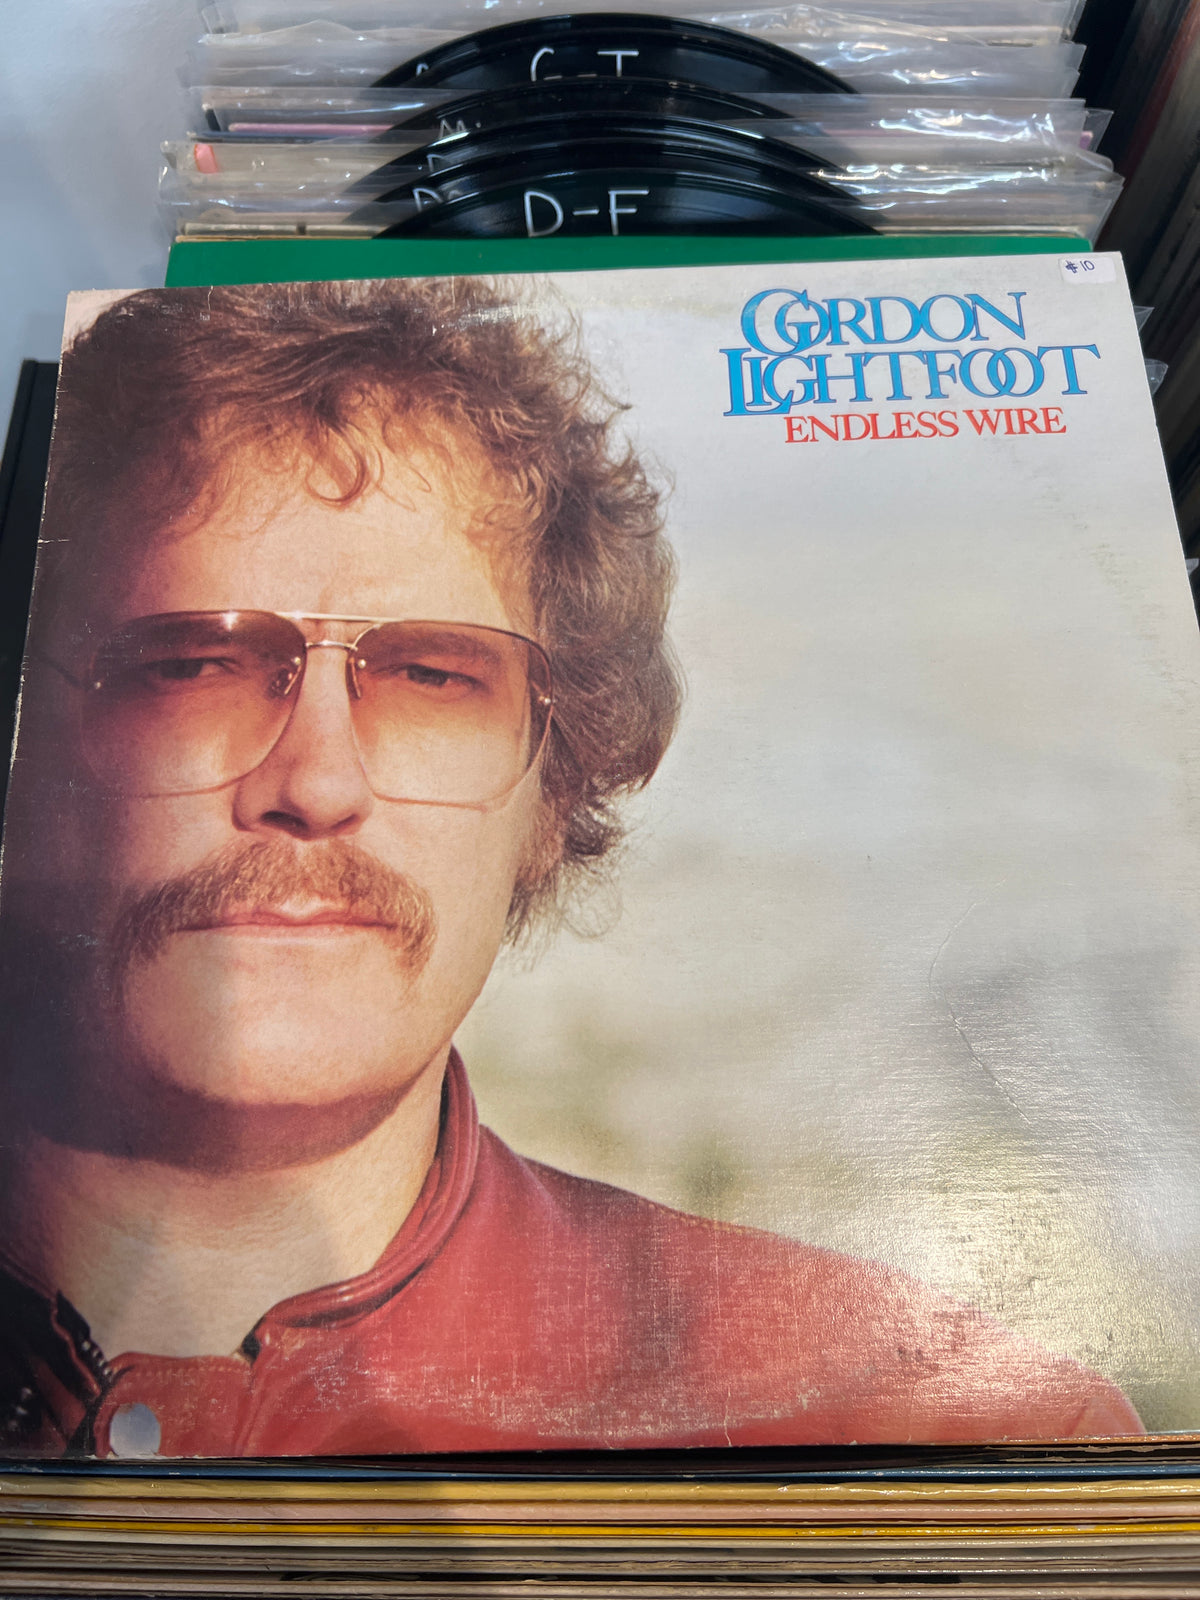 G-I
D-F
$10
GORDON
LIGHTFOOT
ENDLESS WIRE